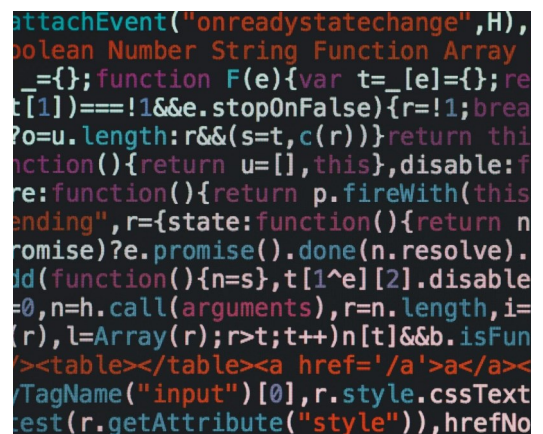 attachEvent("onreadystatechange",H),
oolean Number String Function Array
_={};function F(e){var t=_[e]={};re
t[1])===!1&&e.stopOnFalse){r=!1;brea
?o=u.length:r&&(s=t,c(r))}return thi
nction(){return u=[],this},disable:f
re:function(){return p.fireWith(this
ending",r={state:function(){return n
romise)?e.promise().done(n.resolve).
dd(function(){n=s},t[1^e][2].disable
=0,n=h.call(arguments),r=n.length,i=
(r),l=Array(r);r>t;t++)n[t]&&b.isFun
/><table></table><a href='/a'>a</a><
/TagName("input")[0],r.style.cssText
test(r.getAttribute("style")),hrefNo